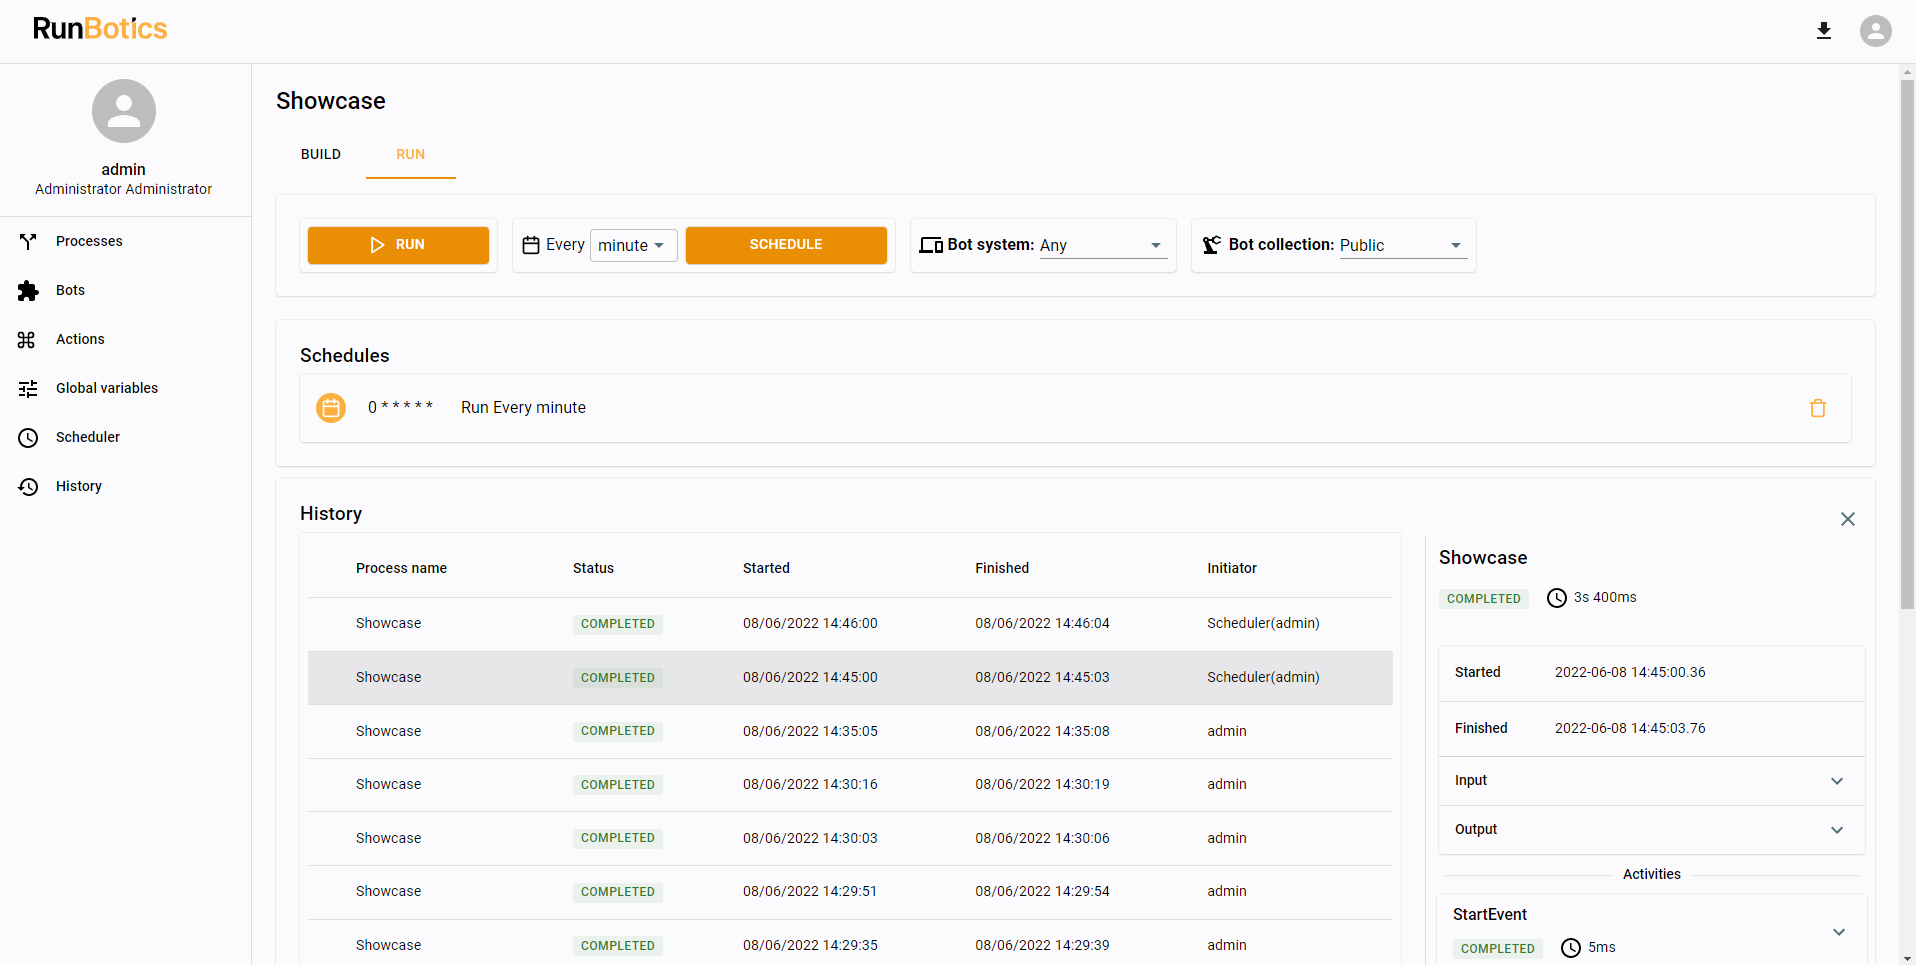 RunBotics
admin
Administrator Administrator
Processes
Bots
Actions
Global variables
Scheduler
History
Showcase
BUILD RUN
RUN Every minute SCHEDULE Bot system: Any Bot collection: Public
Schedules
0 * * * * * Run Every minute
History
Process name Status Started Finished Initiator
Showcase COMPLETED 08/06/2022 14:46:00 08/06/2022 14:46:04 Scheduler(admin)
Showcase COMPLETED 08/06/2022 14:45:00 08/06/2022 14:45:03 Scheduler(admin)
Showcase COMPLETED 08/06/2022 14:35:05 08/06/2022 14:35:08 admin
Showcase COMPLETED 08/06/2022 14:30:16 08/06/2022 14:30:19 admin
Showcase COMPLETED 08/06/2022 14:30:03 08/06/2022 14:30:06 admin
Showcase COMPLETED 08/06/2022 14:29:51 08/06/2022 14:29:54 admin
Showcase COMPLETED 08/06/2022 14:29:35 08/06/2022 14:29:39 admin
Showcase
COMPLETED 3s 400ms
Started 2022-06-08 14:45:00.36
Finished 2022-06-08 14:45:03.76
Input
Output
Activities
StartEvent
COMPLETED 5ms